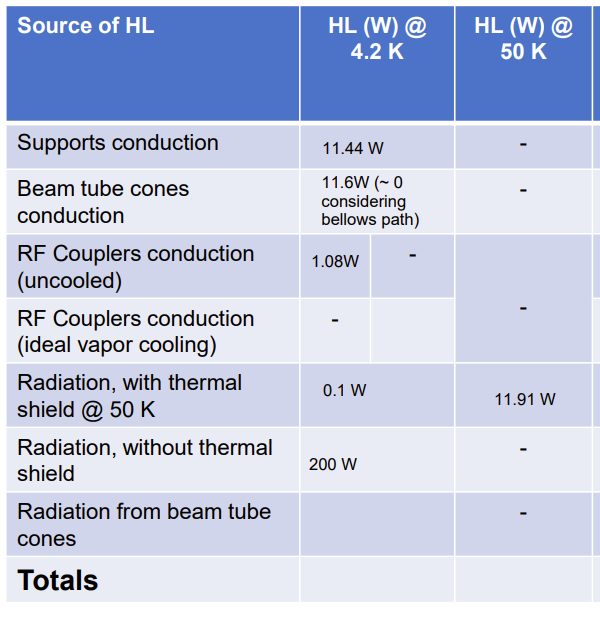 Source of HL
HL (W) @
4.2 K
HL (W) @
50 K
Supports conduction
11.44 W
-
Beam tube cones
conduction
11.6W (~ 0
considering
bellows path)
-
RF Couplers conduction
(uncooled)
1.08W
-
-
RF Couplers conduction
(ideal vapor cooling)
-
Radiation, with thermal
shield @ 50 K
0.1 W
11.91 W
Radiation, without thermal
shield
200 W
-
Radiation from beam tube
cones
-
Totals